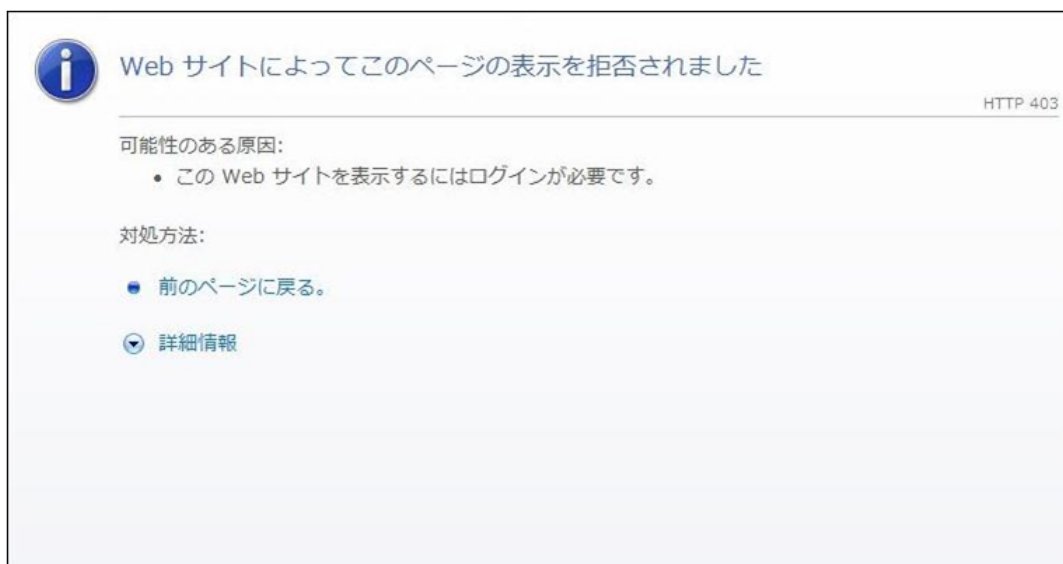 Web サイトによってこのページの表示を拒否されました
HTTP 403
可能性のある原因:
• この Web サイトを表示するにはログインが必要です。
対処方法:
前のページに戻る。
詳細情報